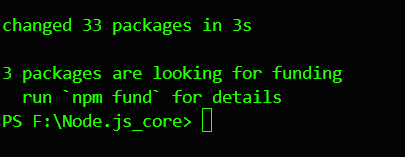 changed 33 packages in 3s
3 packages are looking for funding
  run `npm fund` for details
PS F:\Node.js_core>